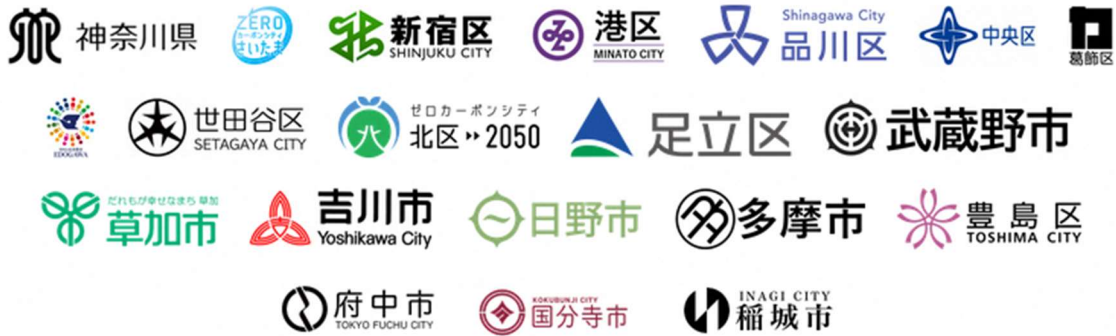 神奈川県
ZERO
カーボンシティ
さいたま
新宿区
SHINJUKU CITY
港区
MINATO CITY
Shinagawa City
品川区
中央区
葛飾区
EDOGAWA
世田谷区
SETAGAYA CITY
ゼロカーボンシティ
北区▸▸2050
足立区
武蔵野市
だれもが幸せなまち 草加
草加市
吉川市
Yoshikawa City
日野市
多摩市
豊島区
TOSHIMA CITY
府中市
TOKYO FUCHU CITY
KOKUBUNJI CITY
国分寺市
INAGI CITY
稲城市